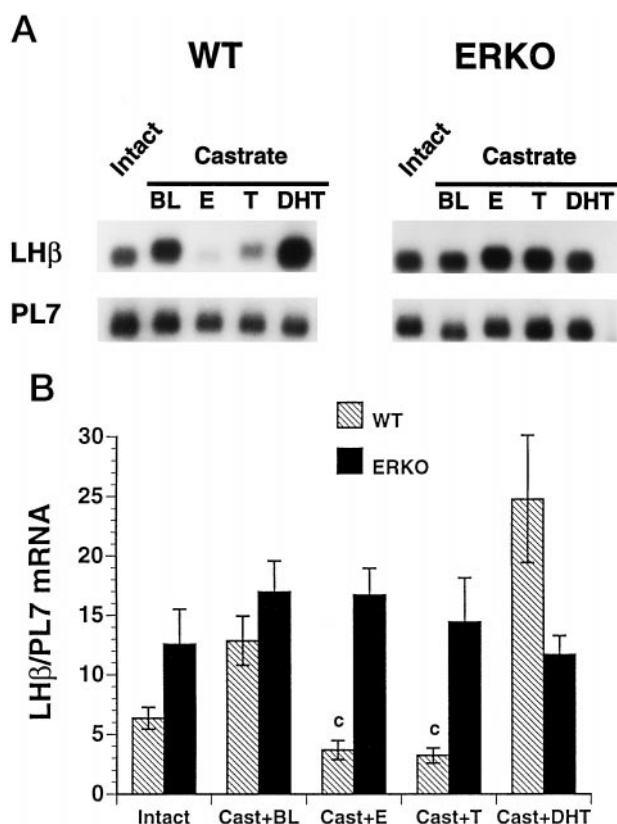 A
WT ERKO
Intact Castrate Intact Castrate
BL E T DHT BL E T DHT
LHβ
PL7
B
WT
ERKO
30
25
20
15
10
5
0
LHβ/PL7 mRNA
c c
Intact Cast+BL Cast+E Cast+T Cast+DHT